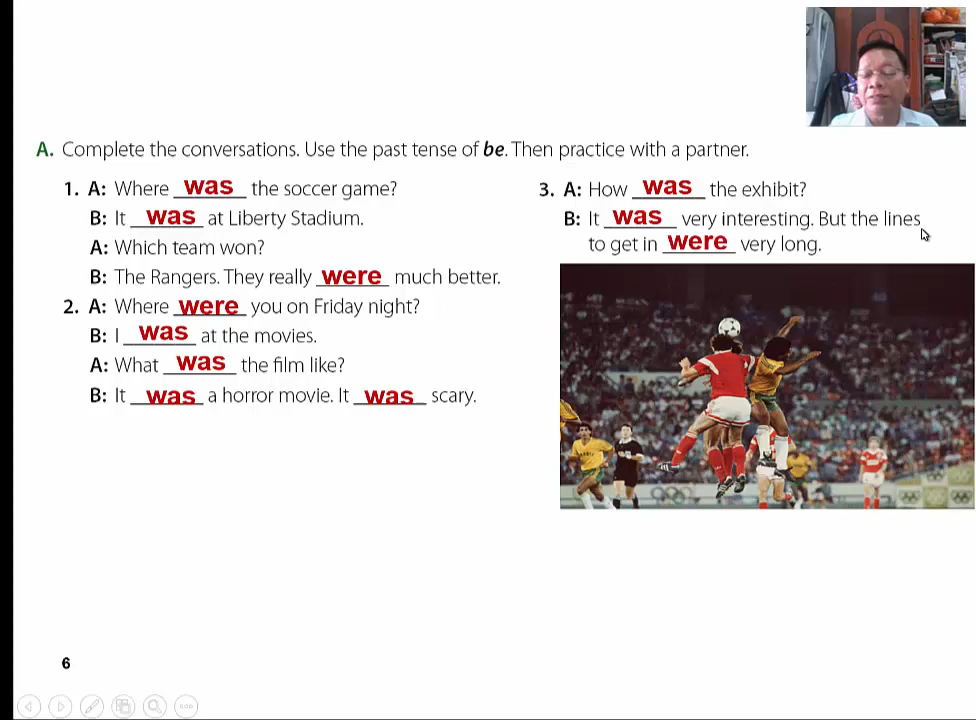 A. Complete the conversations. Use the past tense of be. Then practice with a partner.
1. A: Where was the soccer game?
B: It was at Liberty Stadium.
A: Which team won?
B: The Rangers. They really were much better.
2. A: Where were you on Friday night?
B: I was at the movies.
A: What was the film like?
B: It was a horror movie. It was scary.
3. A: How was the exhibit?
B: It was very interesting. But the lines
to get in were very long.
6